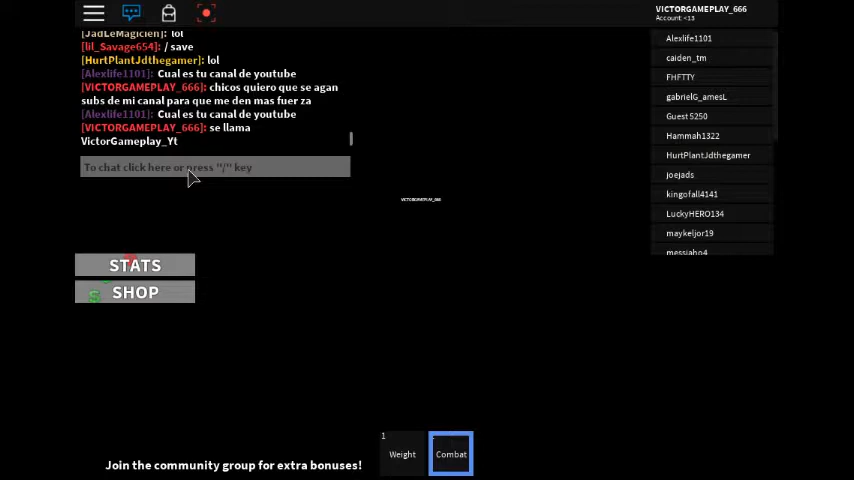 VICTORGAMEPLAY_666
Account: <13
[JadLeMagicien]: lol
[lil_Savage654]: / save
[HurtPlantJdthegamer]: lol
[Alexlife1101]: Cual es tu canal de youtube
[VICTORGAMEPLAY_666]: chicos quiero que se agan
subs de mi canal para que me den mas fuer za
[Alexlife1101]: Cual es tu canal de youtube
[VICTORGAMEPLAY_666]: se llama
VictorGameplay_Yt
To chat click here or press "/" key
Alexlife1101
caiden_tm
FHFTTY
gabrielG_amesL
Guest 5250
Hammah1322
HurtPlantJdthegamer
joejads
kingofall4141
LuckyHERO134
maykeljor19
messiaho4
VICTORGAMEPLAY_666
STATS
SHOP
$
1
Weight
Combat
Join the community group for extra bonuses!